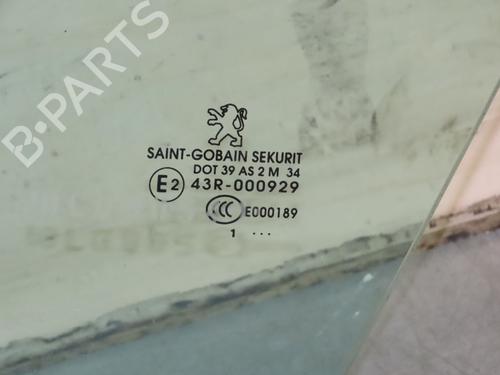 B-PARTS
SAINT-GOBAIN SEKURIT
DOT 39 AS 2 M 34
E2 43R-000929
CCC E000189
1 ...